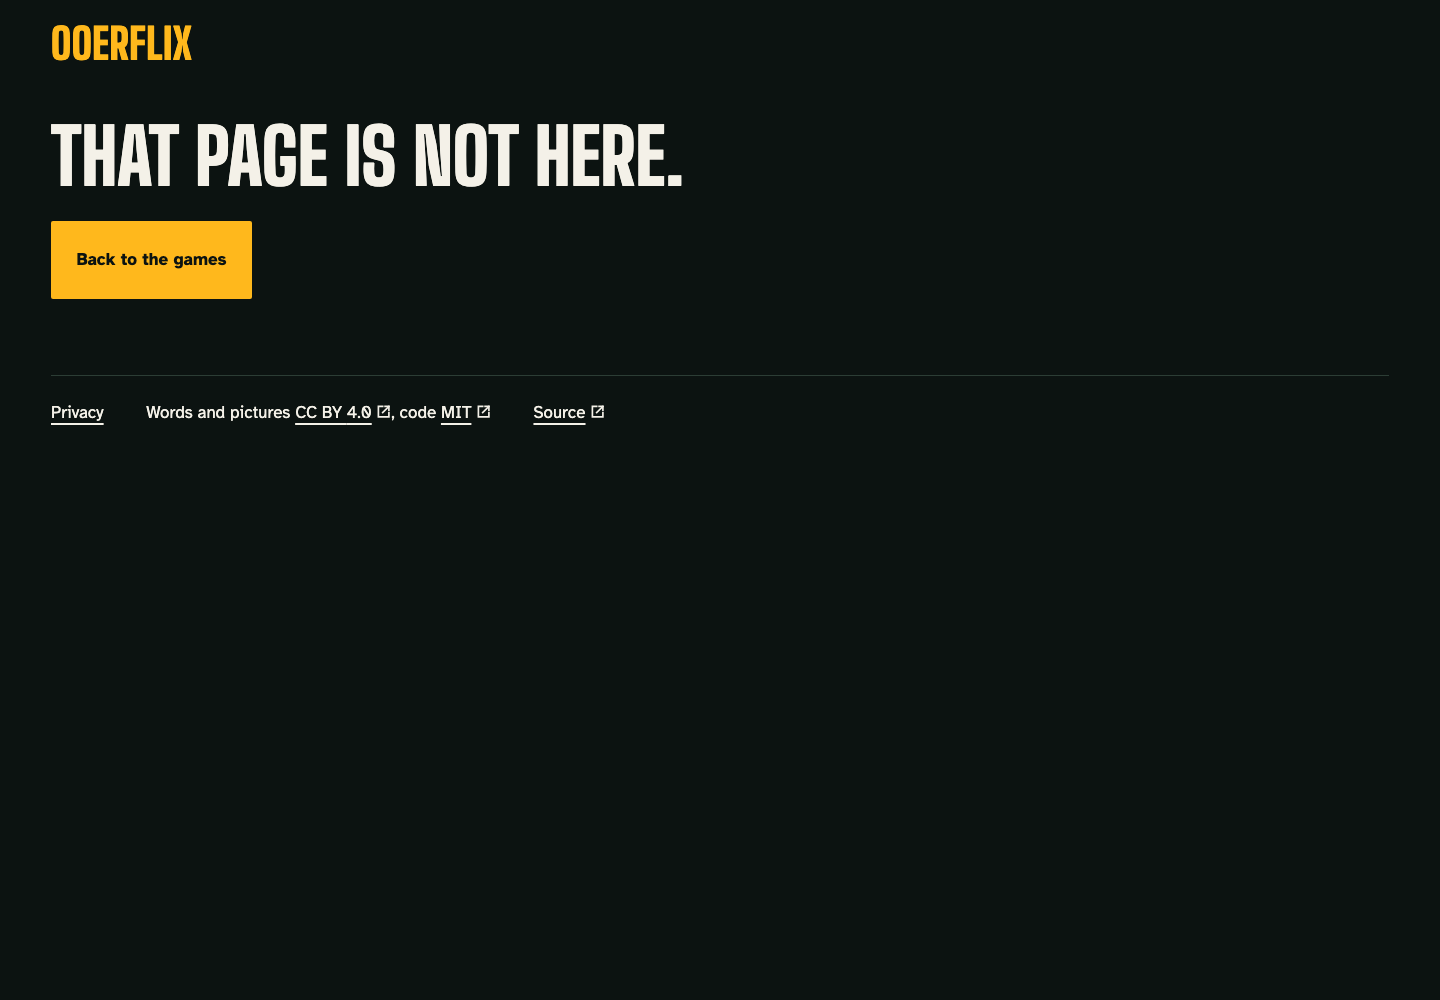 OOERFLIX
THAT PAGE IS NOT HERE.
Back to the games
Privacy
Words and pictures CC BY 4.0, code MIT
Source